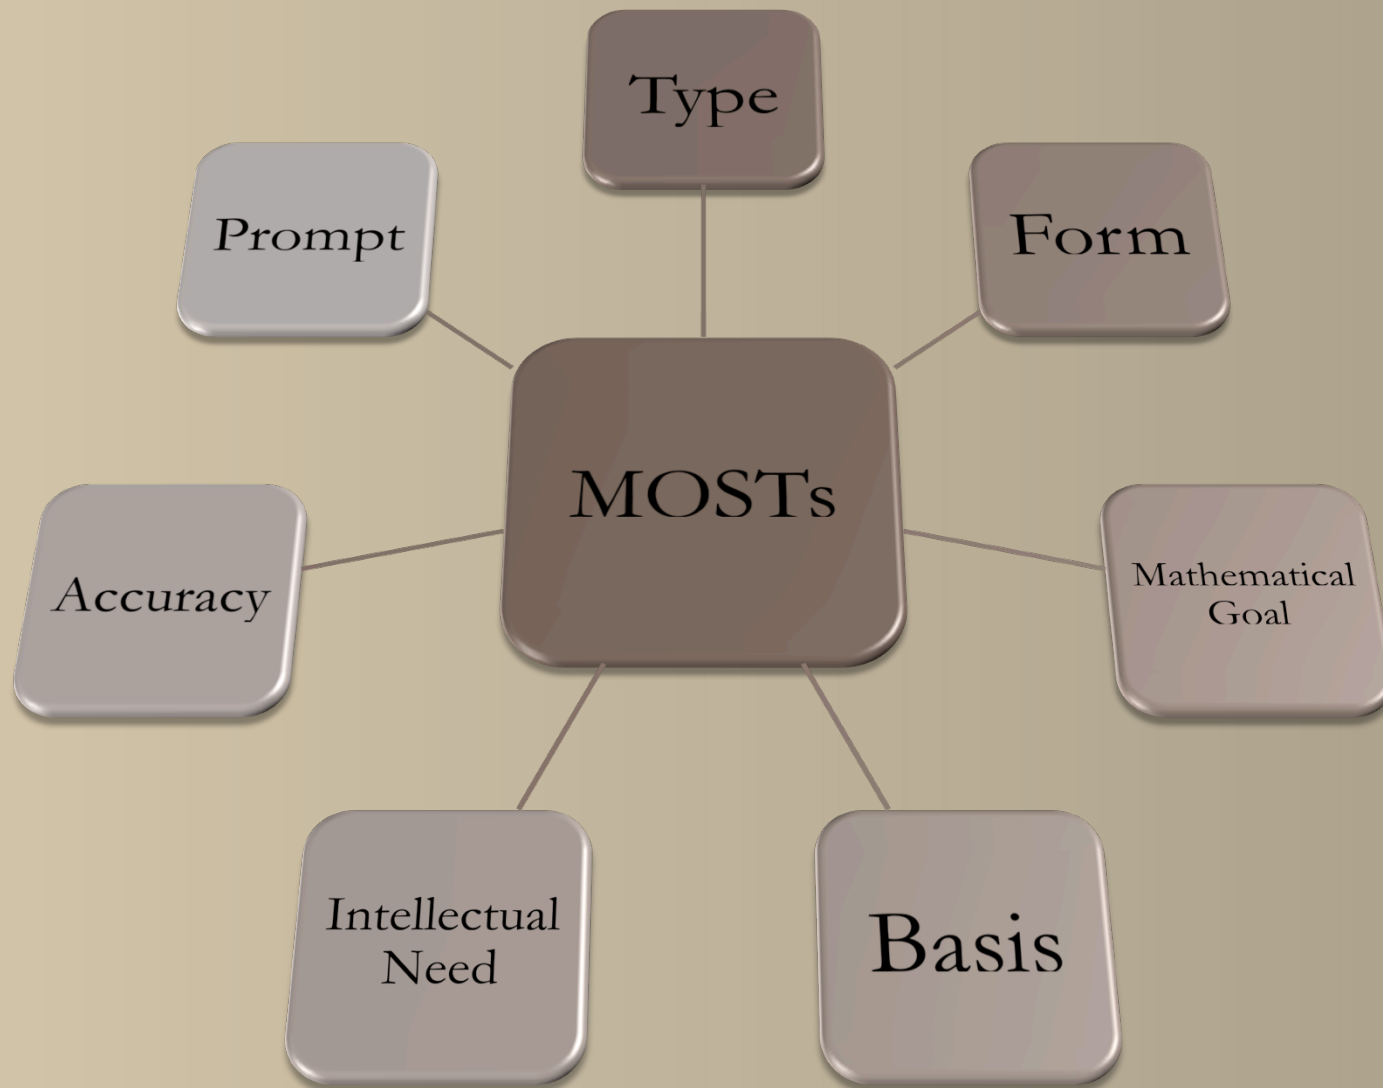 Type
Prompt
Form
MOSTs
Accuracy
Mathematical
Goal
Intellectual
Need
Basis